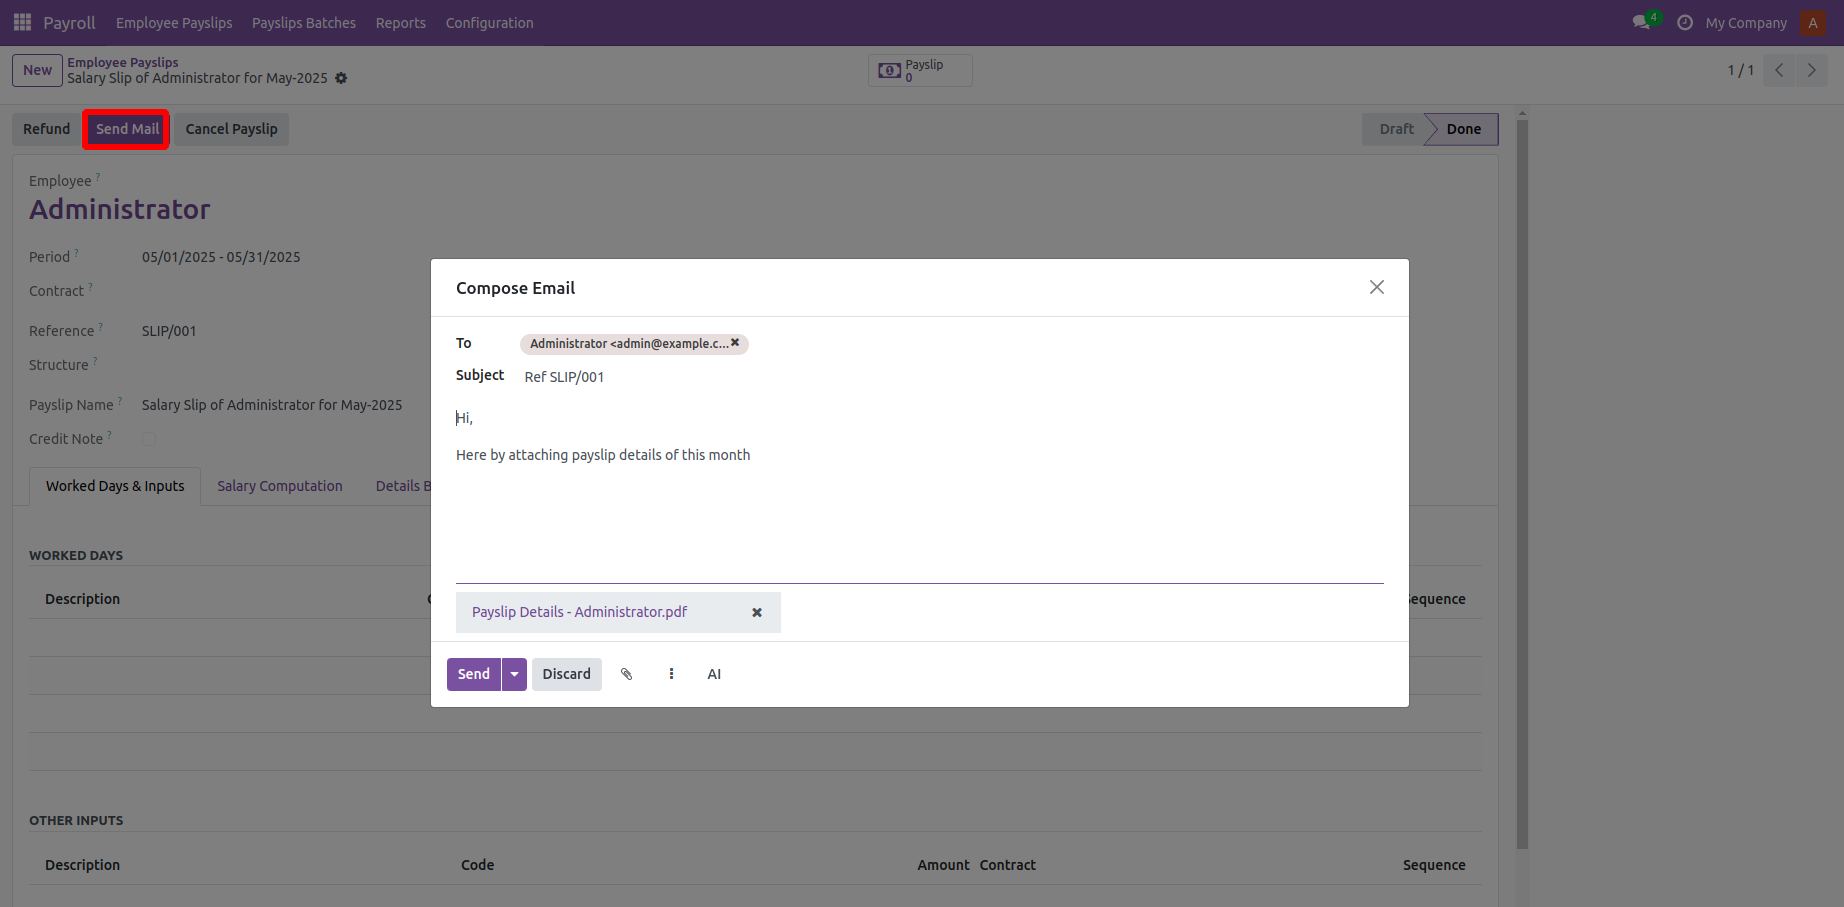 Payroll Employee Payslips Payslips Batches Reports Configuration 4 My Company A
New Employee Payslips
Salary Slip of Administrator for May-2025
Payslip
0
1 / 1
Refund Send Mail Cancel Payslip Draft Done
Employee ?
Administrator
Period ? 05/01/2025 - 05/31/2025
Contract ?
Reference ? SLIP/001
Structure ?
Payslip Name ? Salary Slip of Administrator for May-2025
Credit Note ?
Worked Days & Inputs Salary Computation Details B
WORKED DAYS
Description Sequence
OTHER INPUTS
Description Code Amount Contract Sequence
Compose Email
To Administrator <admin@example.c...
Subject Ref SLIP/001
Hi,
Here by attaching payslip details of this month
Payslip Details - Administrator.pdf
Send Discard AI